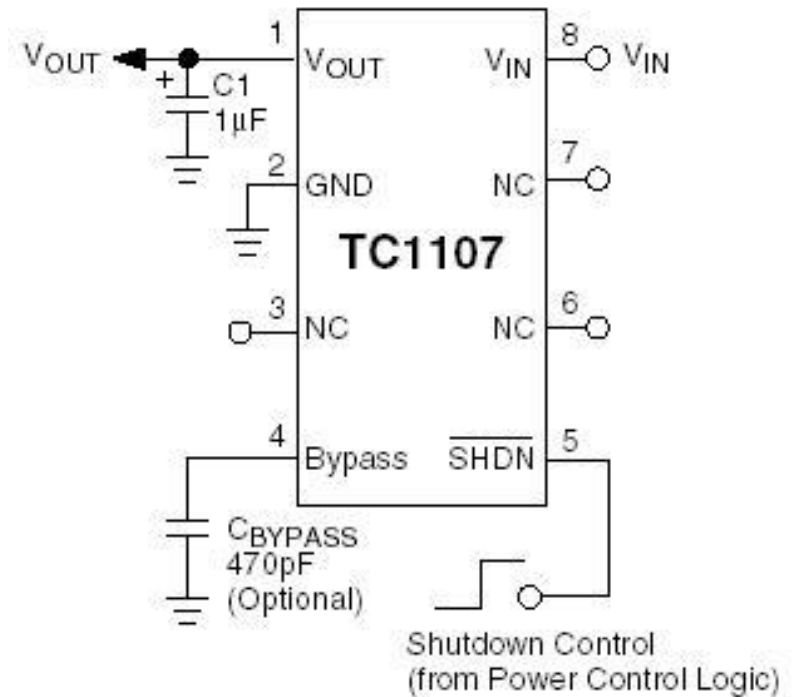 1
8
VOUT
VOUT
VIN
VIN
+
C1
1µF
2
7
GND
NC
TC1107
3
6
NC
NC
4
5
Bypass
SHDN
CBYPASS
470pF
(Optional)
Shutdown Control
(from Power Control Logic)